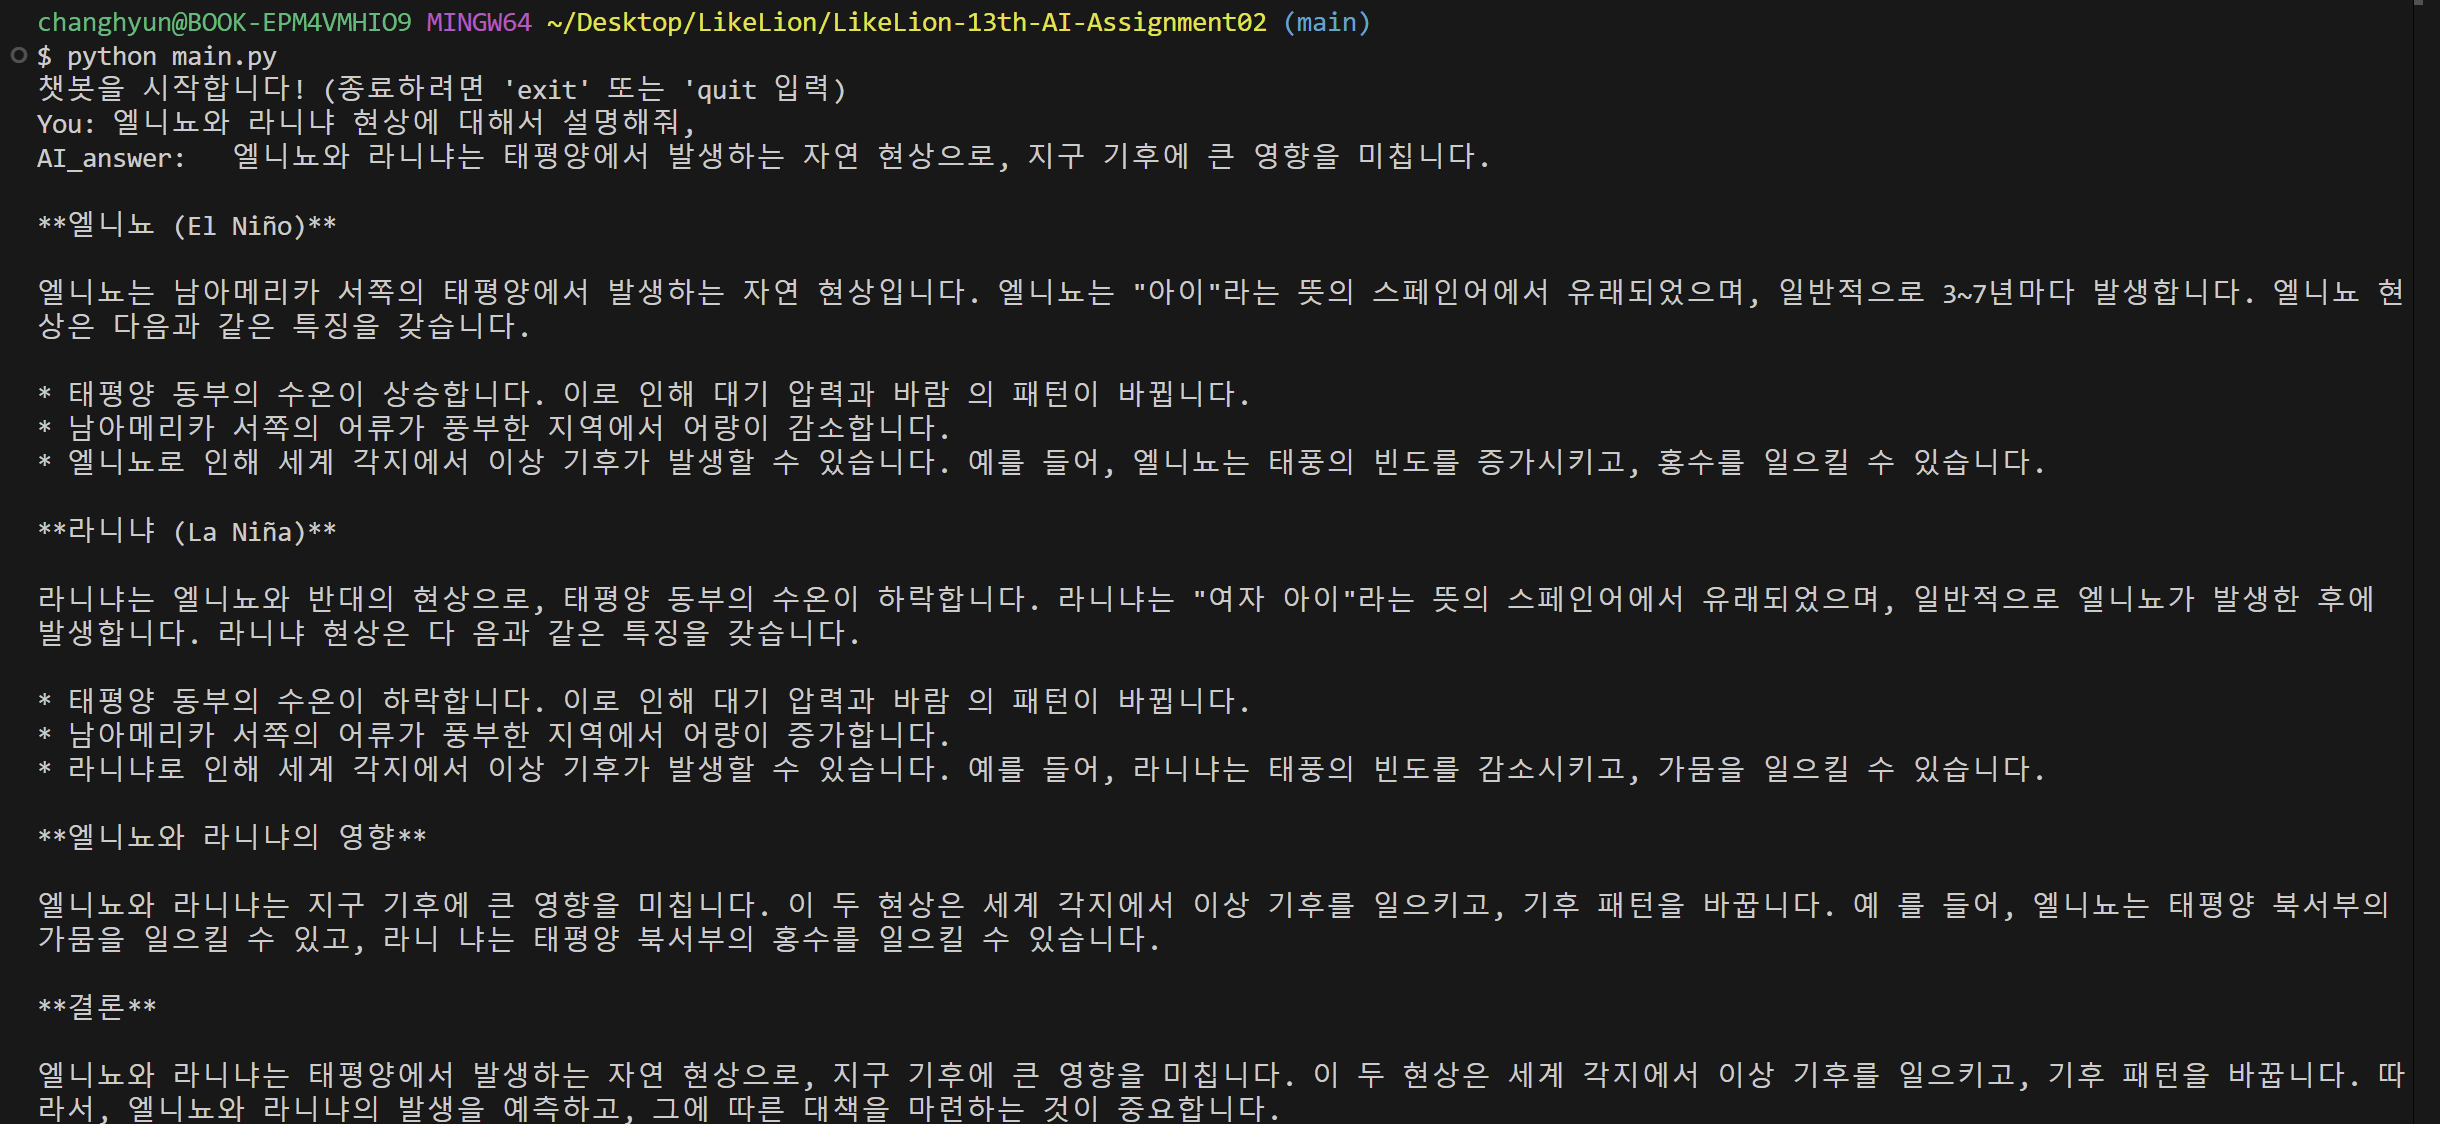 changhyun@BOOK-EPM4VMHIO9 MINGW64 ~/Desktop/LikeLion/LikeLion-13th-AI-Assignment02 (main)
$ python main.py
챗봇을 시작합니다! (종료하려면 'exit' 또는 'quit 입력)
You: 엘니뇨와 라니냐 현상에 대해서 설명해줘,
AI_answer:   엘니뇨와 라니냐는 태평양에서 발생하는 자연 현상으로, 지구 기후에 큰 영향을 미칩니다.
**엘니뇨 (El Niño)**
엘니뇨는 남아메리카 서쪽의 태평양에서 발생하는 자연 현상입니다. 엘니뇨는 "아이"라는 뜻의 스페인어에서 유래되었으며, 일반적으로 3~7년마다 발생합니다. 엘니뇨 현
상은 다음과 같은 특징을 갖습니다.
* 태평양 동부의 수온이 상승합니다. 이로 인해 대기 압력과 바람 의 패턴이 바뀝니다.
* 남아메리카 서쪽의 어류가 풍부한 지역에서 어량이 감소합니다.
* 엘니뇨로 인해 세계 각지에서 이상 기후가 발생할 수 있습니다. 예를 들어, 엘니뇨는 태풍의 빈도를 증가시키고, 홍수를 일으킬 수 있습니다.
**라니냐 (La Niña)**
라니냐는 엘니뇨와 반대의 현상으로, 태평양 동부의 수온이 하락합니다. 라니냐는 "여자 아이"라는 뜻의 스페인어에서 유래되었으며, 일반적으로 엘니뇨가 발생한 후에
발생합니다. 라니냐 현상은 다 음과 같은 특징을 갖습니다.
* 태평양 동부의 수온이 하락합니다. 이로 인해 대기 압력과 바람 의 패턴이 바뀝니다.
* 남아메리카 서쪽의 어류가 풍부한 지역에서 어량이 증가합니다.
* 라니냐로 인해 세계 각지에서 이상 기후가 발생할 수 있습니다. 예를 들어, 라니냐는 태풍의 빈도를 감소시키고, 가뭄을 일으킬 수 있습니다.
**엘니뇨와 라니냐의 영향**
엘니뇨와 라니냐는 지구 기후에 큰 영향을 미칩니다. 이 두 현상은 세계 각지에서 이상 기후를 일으키고, 기후 패턴을 바꿉니다. 예 를 들어, 엘니뇨는 태평양 북서부의
가뭄을 일으킬 수 있고, 라니 냐는 태평양 북서부의 홍수를 일으킬 수 있습니다.
**결론**
엘니뇨와 라니냐는 태평양에서 발생하는 자연 현상으로, 지구 기후에 큰 영향을 미칩니다. 이 두 현상은 세계 각지에서 이상 기후를 일으키고, 기후 패턴을 바꿉니다. 따
라서, 엘니뇨와 라니냐의 발생을 예측하고, 그에 따른 대책을 마련하는 것이 중요합니다.